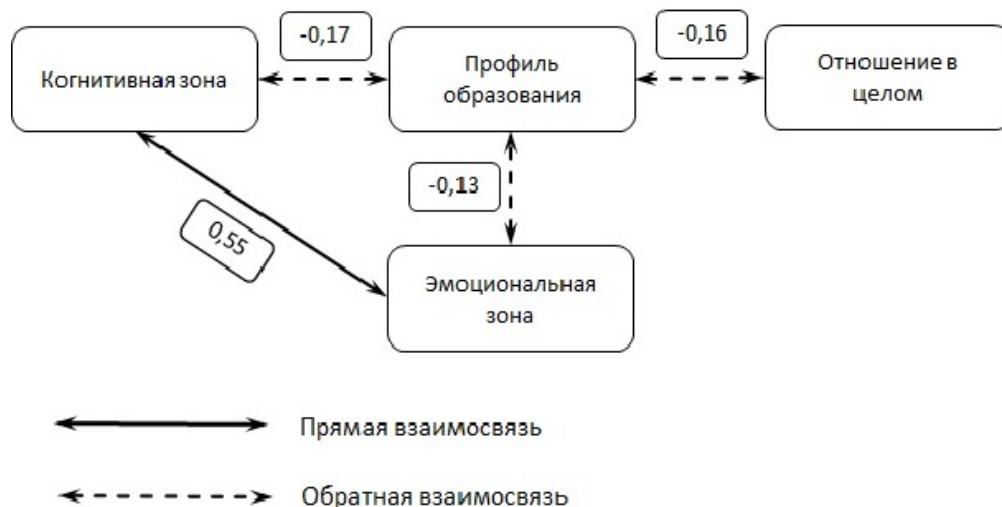 -0,17
-0,16
Когнитивная зона
Профиль
образования
Отношение в
целом
-0,13
0,55
Эмоциональная
зона
Прямая взаимосвязь
Обратная взаимосвязь